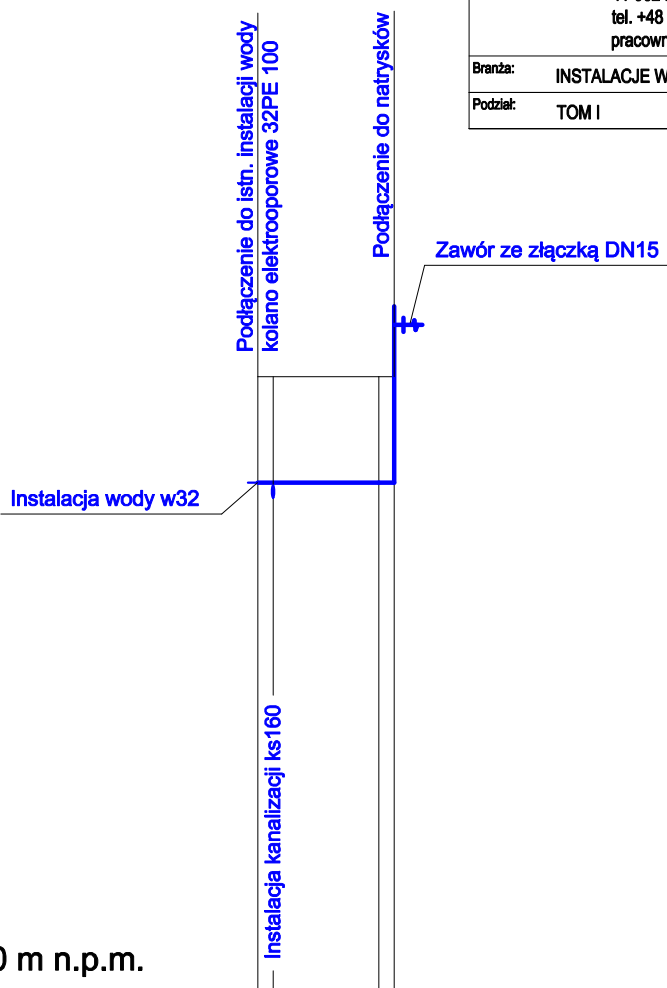 tel. +48
Branża: INSTALACJE W
Podział: TOM I
Podłączenie do istn. instalacji wody
kolano elektrooporowe 32PE 100
Podłączenie do natrysków
Zawór ze złączką DN15
Instalacja wody w32
Instalacja kanalizacji ks160
0 m n.p.m.